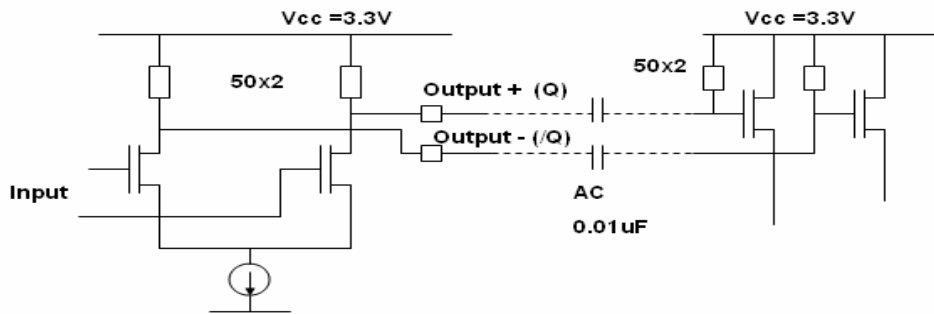 Vcc =3.3V
Vcc =3.3V
50x2
50x2
Output + (Q)
Output - (/Q)
Input
AC
0.01uF